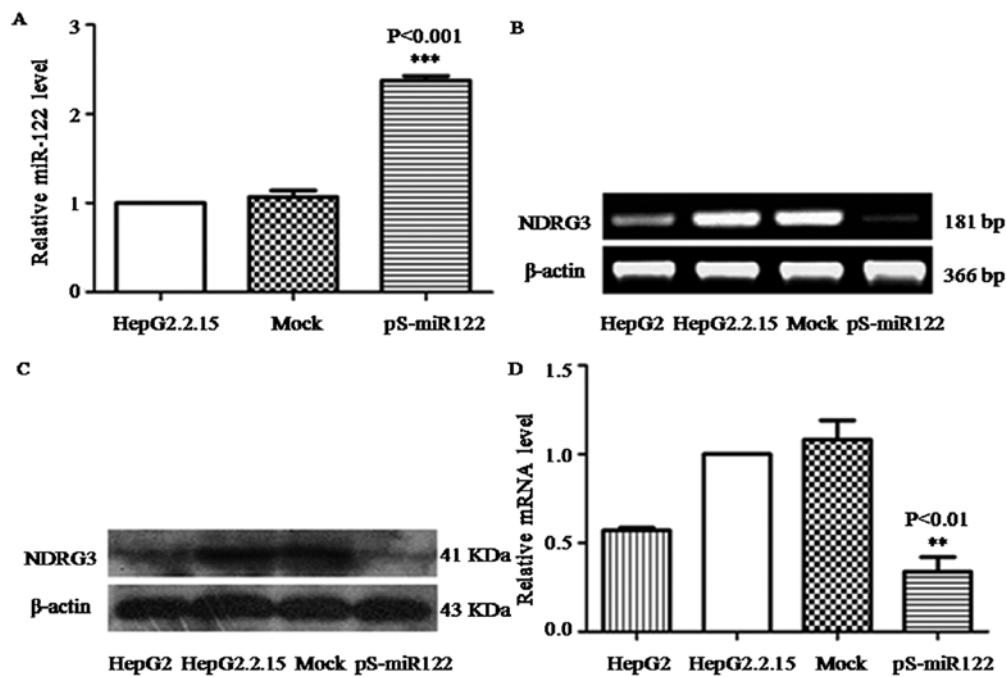 A
Relative miR-122 level
3
2
1
0
P<0.001
***
HepG2.2.15 Mock pS-miR122
B
NDRG3 181 bp
β-actin 366 bp
HepG2 HepG2.2.15 Mock pS-miR122
C
NDRG3 41 KDa
β-actin 43 KDa
HepG2 HepG2.2.15 Mock pS-miR122
D
Relative mRNA level
1.5
1.0
0.5
0.0
P<0.01
**
HepG2 HepG2.2.15 Mock pS-miR122